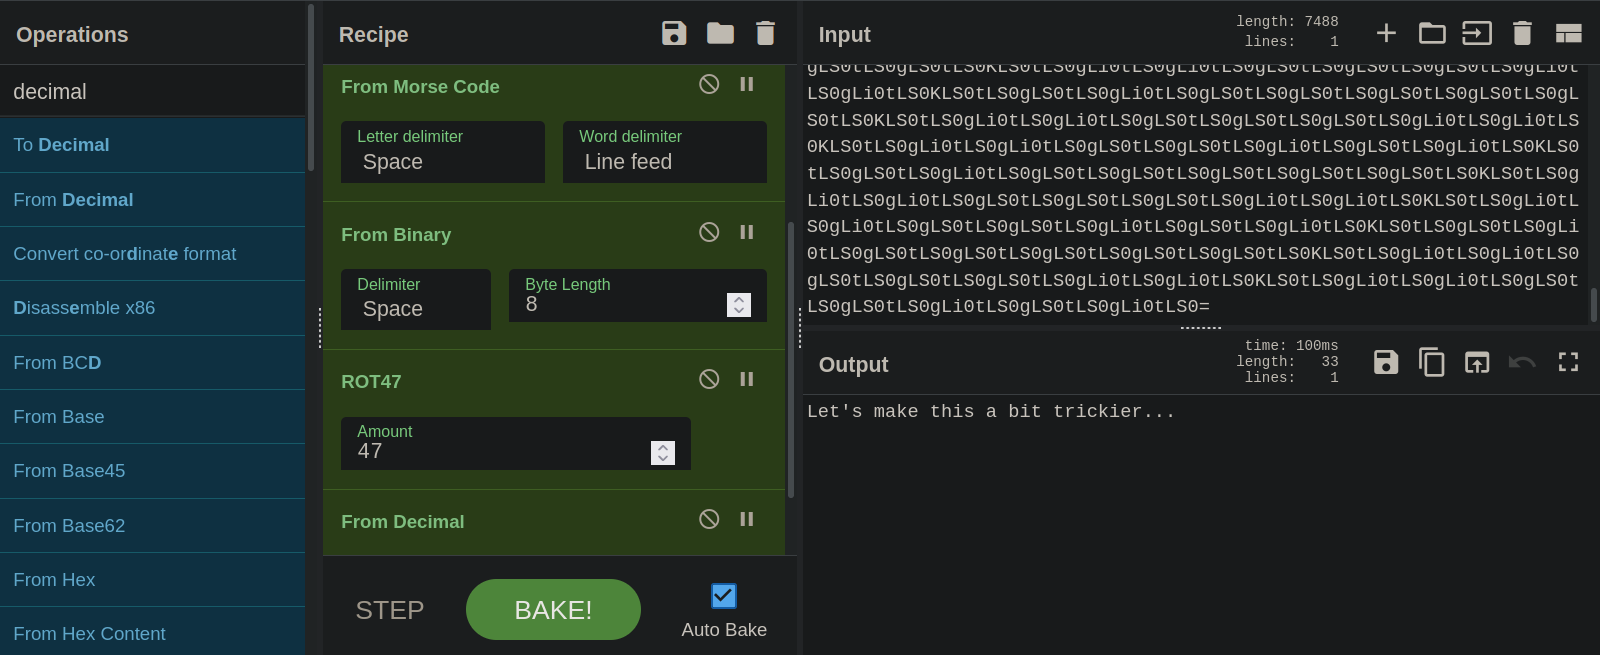 Operations
decimal
To Decimal
From Decimal
Convert co-ordinate format
Disassemble x86
From BCD
From Base
From Base45
From Base62
From Hex
From Hex Content
Recipe
From Morse Code
Letter delimiter
Space
Word delimiter
Line feed
From Binary
Delimiter
Space
Byte Length
8
ROT47
Amount
47
From Decimal
STEP
BAKE!
Auto Bake
Input
length: 7488
lines: 1
gLS0tLS0gLS0tLS0KLS0tLS0gLi0tLS0gLi0tLS0gLS0tLS0gLS0tLS0gLS0tLS0gLi0t
LS0gLi0tLS0KLS0tLS0gLS0tLS0gLi0tLS0gLS0tLS0gLS0tLS0gLS0tLS0gLS0tLS0gL
S0tLS0KLS0tLS0gLi0tLS0gLi0tLS0gLS0tLS0gLS0tLS0gLS0tLS0gLi0tLS0gLi0tLS
0KLS0tLS0gLi0tLS0gLi0tLS0gLS0tLS0gLS0tLS0gLi0tLS0gLS0tLS0gLi0tLS0KLS0
tLS0gLS0tLS0gLi0tLS0gLS0tLS0gLS0tLS0gLS0tLS0gLS0tLS0gLS0tLS0KLS0tLS0g
Li0tLS0gLi0tLS0gLS0tLS0gLS0tLS0gLS0tLS0gLi0tLS0gLi0tLS0KLS0tLS0gLi0tL
S0gLi0tLS0gLS0tLS0gLS0tLS0gLi0tLS0gLS0tLS0gLS0tLS0KLS0tLS0gLS0tLS0gLi
0tLS0gLS0tLS0gLS0tLS0gLS0tLS0gLS0tLS0gLS0tLS0KLS0tLS0gLi0tLS0gLi0tLS0
gLS0tLS0gLS0tLS0gLS0tLS0gLi0tLS0gLi0tLS0KLS0tLS0gLi0tLS0gLi0tLS0gLS0t
LS0gLS0tLS0gLi0tLS0gLS0tLS0gLi0tLS0=
Output
time: 100ms
length: 33
lines: 1
Let's make this a bit trickier...